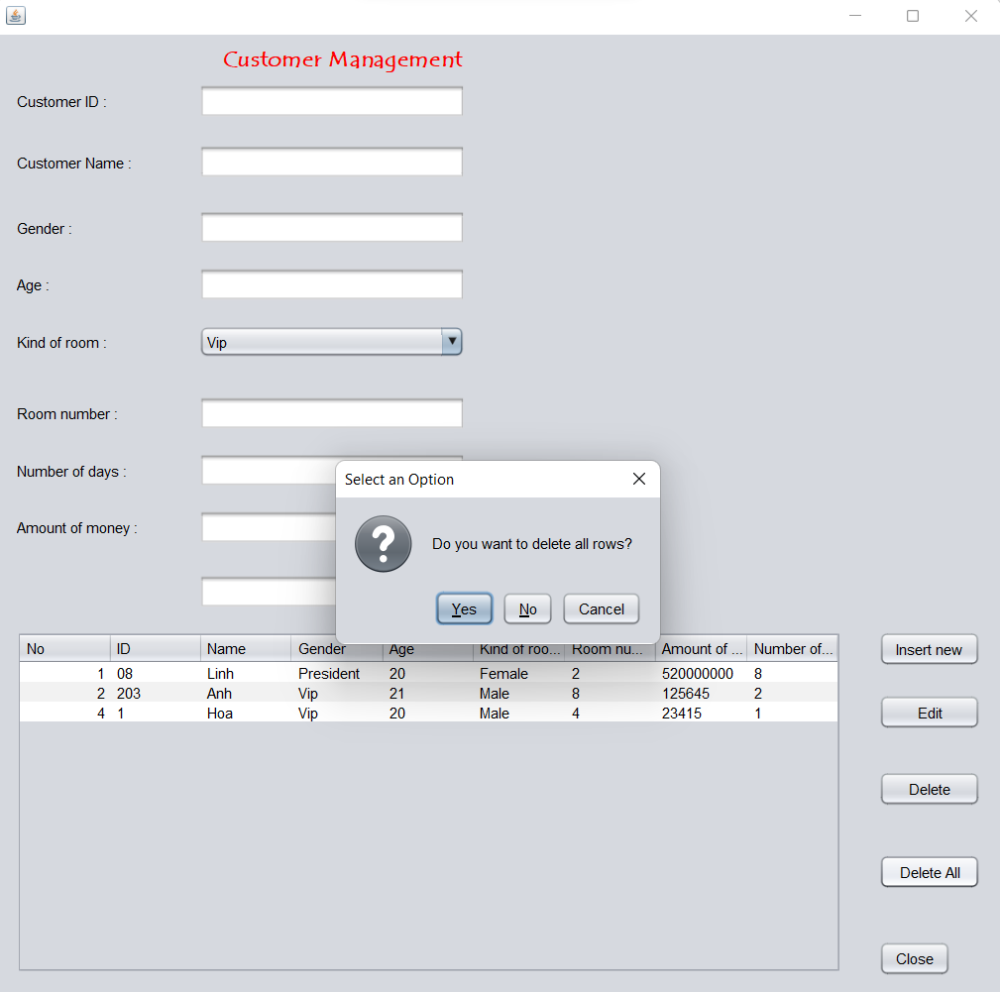 Customer Management
Customer ID :
Customer Name :
Gender :
Age :
Kind of room :
Vip
Room number :
Number of days :
Amount of money :
Select an Option
Do you want to delete all rows?
Yes No Cancel
No ID Name Gender Age Kind of roo... Room nu... Amount of ... Number of...
1 08 Linh President 20 Female 2 520000000 8
2 203 Anh Vip 21 Male 8 125645 2
4 1 Hoa Vip 20 Male 4 23415 1
Insert new
Edit
Delete
Delete All
Close